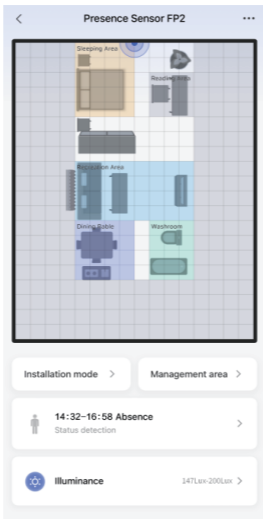 Presence Sensor FP2
Sleeping Area
Reading Area
Recreation Area
Dining Table
Washroom
Installation mode
Management area
14:32-16:58 Absence
Status detection
Illuminance
147Lux-200Lux